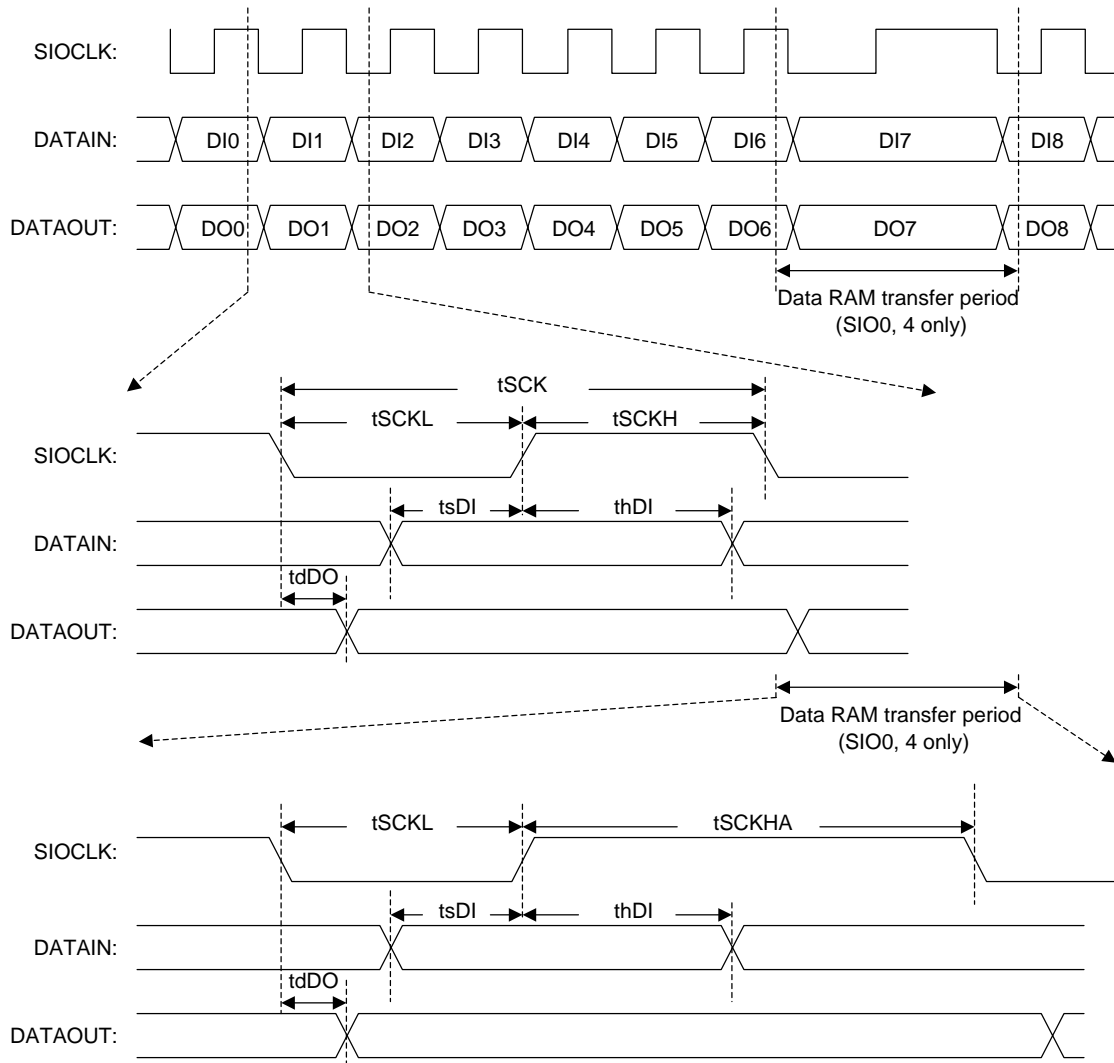 SIOCLK:
DATAIN: DI0 DI1 DI2 DI3 DI4 DI5 DI6 DI7 DI8
DATAOUT: DO0 DO1 DO2 DO3 DO4 DO5 DO6 DO7 DO8
Data RAM transfer period
(SIO0, 4 only)
tSCK
tSCKL tSCKH
SIOCLK:
tsDI thDI
DATAIN:
tdDO
DATAOUT:
Data RAM transfer period
(SIO0, 4 only)
tSCKL tSCKHA
SIOCLK:
tsDI thDI
DATAIN:
tdDO
DATAOUT: